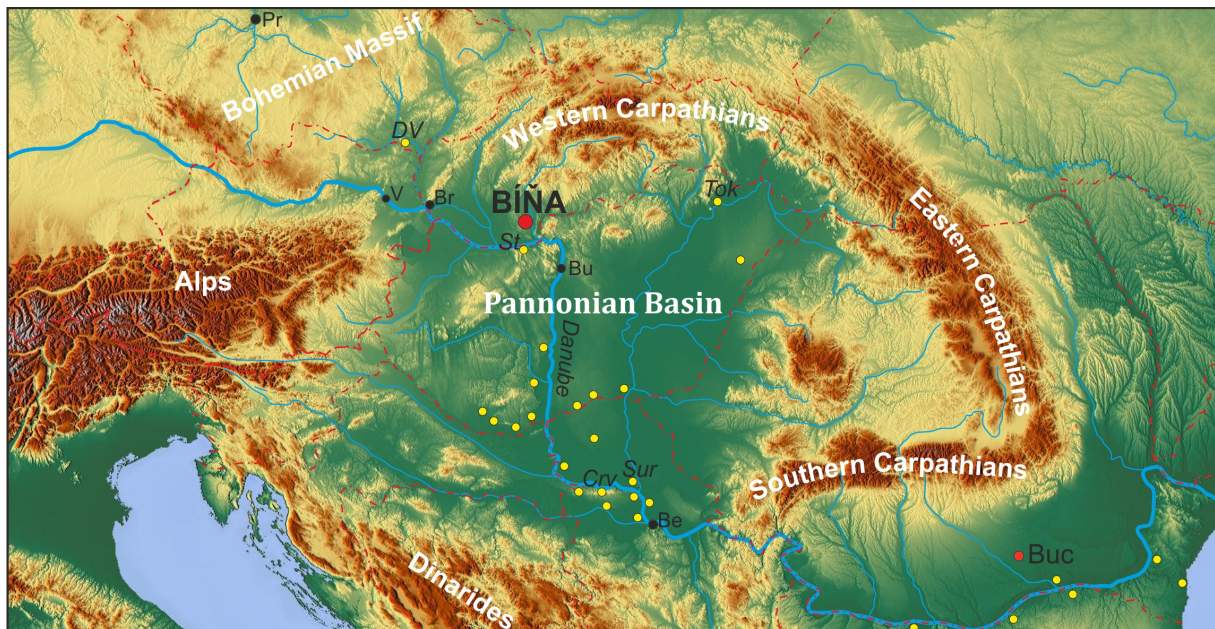 Pr
Bohemian Massif
DV
Western Carpathians
V
Br
BÍŇA
Tok
St
Bu
Alps
Eastern Carpathians
Pannonian Basin
Danube
Southern Carpathians
Crv
Sur
Be
Buc
Dinarides